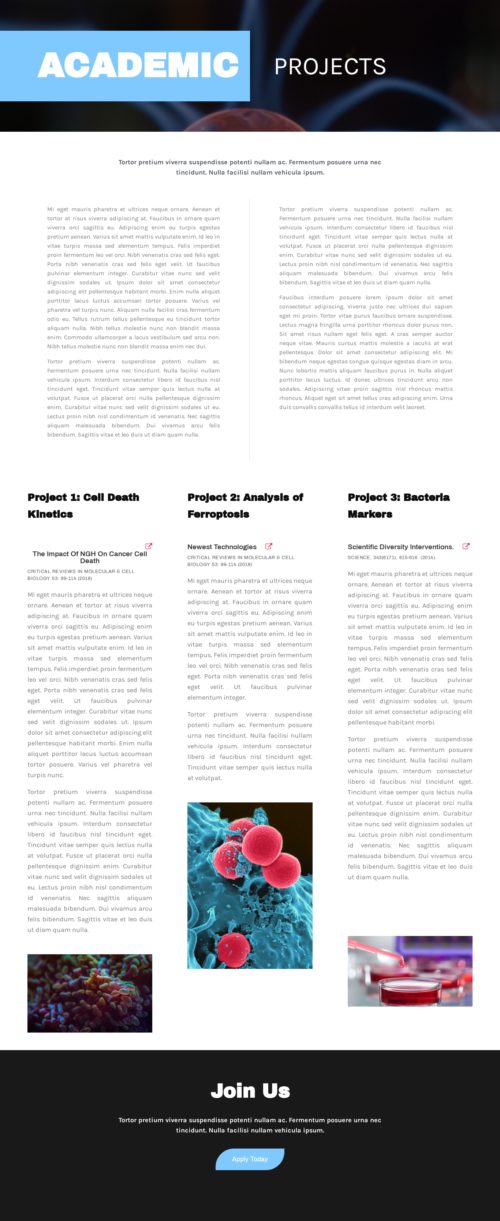 ACADEMIC PROJECTS
Tortor pretium viverra suspendisse potenti nullam ac. Fermentum posuere urna nec
tincidunt. Nulla facilisi nullam vehicula ipsum.
Mi eget mauris pharetra et ultrices neque ornare. Aenean et
tortor at risus viverra adipiscing at. Faucibus in ornare quam
viverra orci sagittis eu. Adipiscing enim eu turpis egestas
pretium aenean. Varius sit amet mattis vulputate enim. Id leo in
vitae turpis massa sed elementum tempus. Felis imperdiet
proin fermentum leo vel orci. Nibh venenatis cras sed felis eget.
Porta nibh venenatis cras sed felis eget velit. Ut faucibus
pulvinar elementum integer. Curabitur vitae nunc sed velit
dignissim sodales ut. Ipsum dolor sit amet consectetur
adipiscing elit pellentesque habitant morbi. Enim nulla aliquet
porttitor lacus luctus accumsan tortor posuere. Varius vel
pharetra vel turpis nunc. Aliquam nulla facilisi cras fermentum
odio eu. Tellus rutrum tellus pellentesque eu tincidunt tortor
aliquam nulla. Nibh tellus molestie nunc non blandit massa
enim. Commodo ullamcorper a lacus vestibulum sed arcu non.
Nibh tellus molestie nunc non blandit massa enim nec dui.
Tortor pretium viverra suspendisse potenti nullam ac.
Fermentum posuere urna nec tincidunt. Nulla facilisi nullam
vehicula ipsum. Interdum consectetur libero id faucibus nisl
tincidunt eget. Tincidunt vitae semper quis lectus nulla at
volutpat. Fusce ut placerat orci nulla pellentesque dignissim
enim. Curabitur vitae nunc sed velit dignissim sodales ut eu.
Lectus proin nibh nisl condimentum id venenatis. Nec sagittis
aliquam malesuada bibendum. Dui vivamus arcu felis
bibendum. Sagittis vitae et leo duis ut diam quam nulla.
Tortor pretium viverra suspendisse potenti nullam ac.
Fermentum posuere urna nec tincidunt. Nulla facilisi nullam
vehicula ipsum. Interdum consectetur libero id faucibus nisl
tincidunt eget. Tincidunt vitae semper quis lectus nulla at
volutpat. Fusce ut placerat orci nulla pellentesque dignissim
enim. Curabitur vitae nunc sed velit dignissim sodales ut eu.
Lectus proin nibh nisl condimentum id venenatis. Nec sagittis
aliquam malesuada bibendum. Dui vivamus arcu felis
bibendum. Sagittis vitae et leo duis ut diam quam nulla.
Faucibus interdum posuere lorem ipsum dolor sit amet
consectetur adipiscing. Viverra vitae congue eu consequat ac
felis donec. Odio pellentesque diam volutpat orci dui sapien
eget mi proin. Tortor vitae purus faucibus ornare suspendisse.
Lectus magna fringilla urna porttitor rhoncus dolor purus non.
Sit amet risus nullam eget felis eget. A cras semper auctor
neque vitae. Mauris cursus mattis molestie a iaculis at erat
pellentesque. Dolor sit amet consectetur adipiscing elit. Mi
bibendum neque egestas congue quisque egestas diam in arcu.
Nunc lobortis mattis aliquam faucibus purus in. Nulla aliquet
porttitor lacus luctus. Id donec ultrices tincidunt arcu non
sodales. Adipiscing vitae proin sagittis nisl rhoncus mattis
rhoncus. Aliquet eget sit amet tellus cras adipiscing enim. Urna
duis convallis convallis tellus id interdum velit laoreet.
Project 1: Cell Death
Kinetics
The Impact Of NGH On Cancer Cell
Death
CRITICAL REVIEWS IN MOLECULAR & CELL
BIOLOGY 53: 99-114 (2018)
Mi eget mauris pharetra et ultrices neque
ornare. Aenean et tortor at risus viverra
adipiscing at. Faucibus in ornare quam
viverra orci sagittis eu. Adipiscing enim
eu turpis egestas pretium aenean. Varius
sit amet mattis vulputate enim. Id leo in
vitae turpis massa sed elementum
tempus. Felis imperdiet proin fermentum
leo vel orci. Nibh venenatis cras sed felis
eget. Porta nibh venenatis cras sed felis
eget velit. Ut faucibus pulvinar
elementum integer. Curabitur vitae nunc
sed velit dignissim sodales ut. Ipsum
dolor sit amet consectetur adipiscing elit
pellentesque habitant morbi. Enim nulla
aliquet porttitor lacus luctus accumsan
tortor posuere. Varius vel pharetra vel
turpis nunc.
Tortor pretium viverra suspendisse
potenti nullam ac. Fermentum posuere
urna nec tincidunt. Nulla facilisi nullam
vehicula ipsum. Interdum consectetur
libero id faucibus nisl tincidunt eget.
Tincidunt vitae semper quis lectus nulla
at volutpat. Fusce ut placerat orci nulla
pellentesque dignissim enim. Curabitur
vitae nunc sed velit dignissim sodales ut
eu. Lectus proin nibh nisl condimentum
id venenatis. Nec sagittis aliquam
malesuada bibendum. Dui vivamus arcu
felis bibendum. Sagittis vitae et leo duis
ut diam quam nulla.
Project 2: Analysis of
Ferroptosis
Newest Technologies
CRITICAL REVIEWS IN MOLECULAR & CELL
BIOLOGY 53: 99-114 (2018)
Mi eget mauris pharetra et ultrices neque
ornare. Aenean et tortor at risus viverra
adipiscing at. Faucibus in ornare quam
viverra orci sagittis eu. Adipiscing enim
eu turpis egestas pretium aenean. Varius
sit amet mattis vulputate enim. Id leo in
vitae turpis massa sed elementum
tempus. Felis imperdiet proin fermentum
leo vel orci. Nibh venenatis cras sed felis
eget. Porta nibh venenatis cras sed felis
eget velit. Ut faucibus pulvinar
elementum integer.
Tortor pretium viverra suspendisse
potenti nullam ac. Fermentum posuere
urna nec tincidunt. Nulla facilisi nullam
vehicula ipsum. Interdum consectetur
libero id faucibus nisl tincidunt eget.
Tincidunt vitae semper quis lectus nulla
at volutpat.
Project 3: Bacteria
Markers
Scientific Diversity Interventions.
SCIENCE, 343(6171), 615-616. (2014).
Mi eget mauris pharetra et ultrices neque
ornare. Aenean et tortor at risus viverra
adipiscing at. Faucibus in ornare quam
viverra orci sagittis eu. Adipiscing enim
eu turpis egestas pretium aenean. Varius
sit amet mattis vulputate enim. Id leo in
vitae turpis massa sed elementum
tempus. Felis imperdiet proin fermentum
leo vel orci. Nibh venenatis cras sed felis
eget. Porta nibh venenatis cras sed felis
eget velit. Ut faucibus pulvinar
elementum integer. Curabitur vitae nunc
sed velit dignissim sodales ut. Ipsum
dolor sit amet consectetur adipiscing elit
pellentesque habitant morbi.
Tortor pretium viverra suspendisse
potenti nullam ac. Fermentum posuere
urna nec tincidunt. Nulla facilisi nullam
vehicula ipsum. Interdum consectetur
libero id faucibus nisl tincidunt eget.
Tincidunt vitae semper quis lectus nulla
at volutpat. Fusce ut placerat orci nulla
pellentesque dignissim enim. Curabitur
vitae nunc sed velit dignissim sodales ut
eu. Lectus proin nibh nisl condimentum
id venenatis. Nec sagittis aliquam
malesuada bibendum. Dui vivamus arcu
felis bibendum.
Join Us
Tortor pretium viverra suspendisse potenti nullam ac. Fermentum posuere urna nec
tincidunt. Nulla facilisi nullam vehicula ipsum.
Apply Today